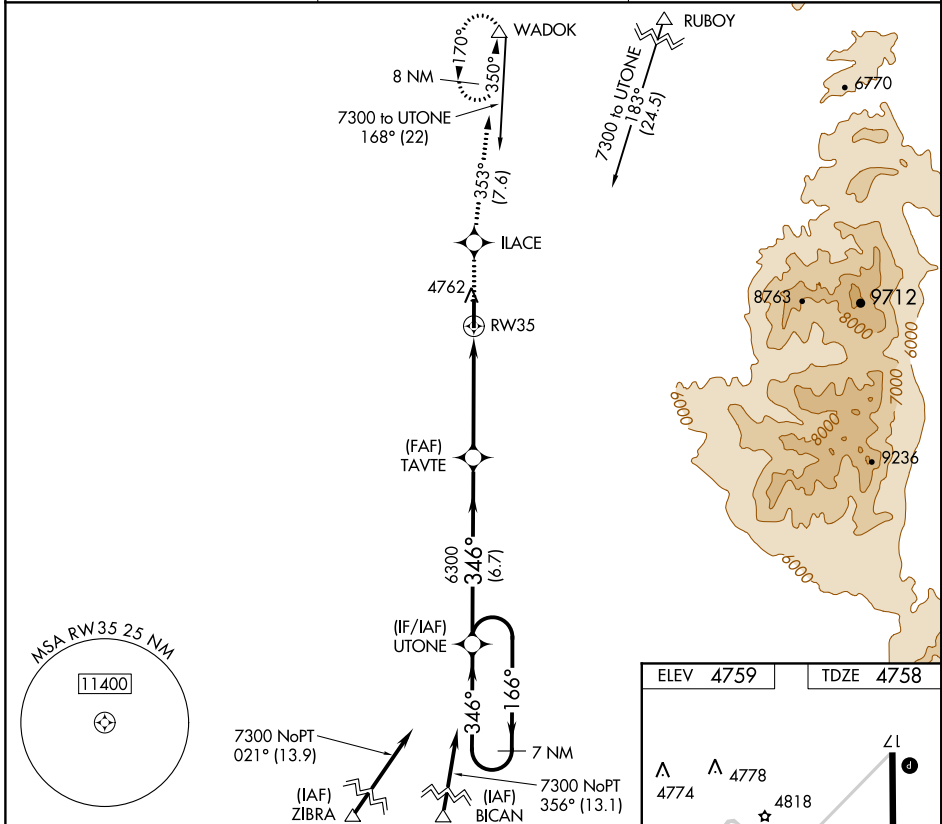 WADOK
RUBOY
170°
350°
8 NM
7300 to UTONE
168° (22)
7300 to UTONE
183°
(24.5)
6770
353°
(7.6)
ILACE
4762
RW35
8763
9712
8000
6000
7000
6000
8000
9236
6000
(FAF)
TAVTE
6300
346°
(6.7)
(IF/IAF)
UTONE
346°
166°
7 NM
MSA RW35 25 NM
11400
7300 NoPT
021° (13.9)
(IAF)
ZIBRA
7300 NoPT
356° (13.1)
(IAF)
BICAN
ELEV 4759
TDZE 4758
17
P
4774
4778
4818